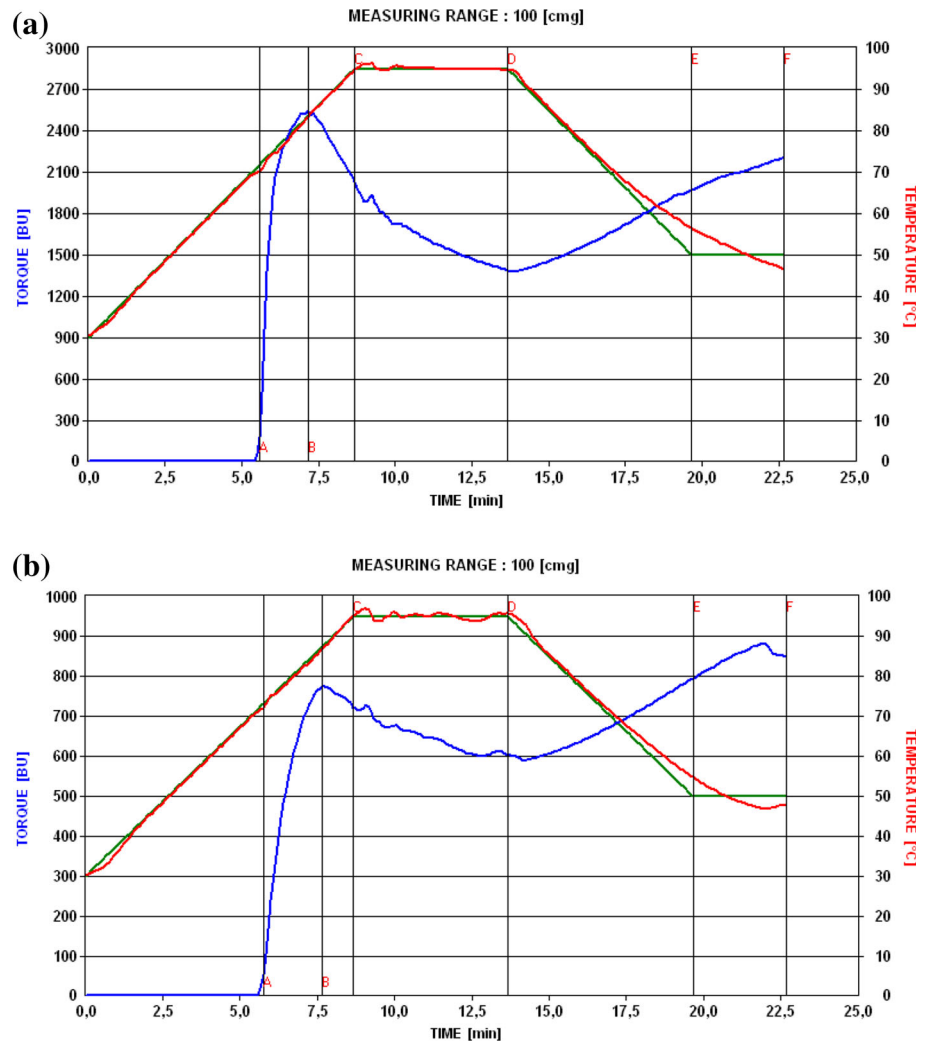 (a)
MEASURING RANGE : 100 [cmg]
3000 100
C D E F
2700 90
2400 80
2100 70
1800 60
1500 50
1200 40
900 30
600 20
300 10
A B
0 0
0,0 2,5 5,0 7,5 10,0 12,5 15,0 17,5 20,0 22,5 25,0
TIME [min]
TORQUE [BU]
TEMPERATURE [°C]
(b)
MEASURING RANGE : 100 [cmg]
1000 100
C D E F
900 90
800 80
700 70
600 60
500 50
400 40
300 30
200 20
100 10
A B
0 0
0,0 2,5 5,0 7,5 10,0 12,5 15,0 17,5 20,0 22,5 25,0
TIME [min]
TORQUE [BU]
TEMPERATURE [°C]